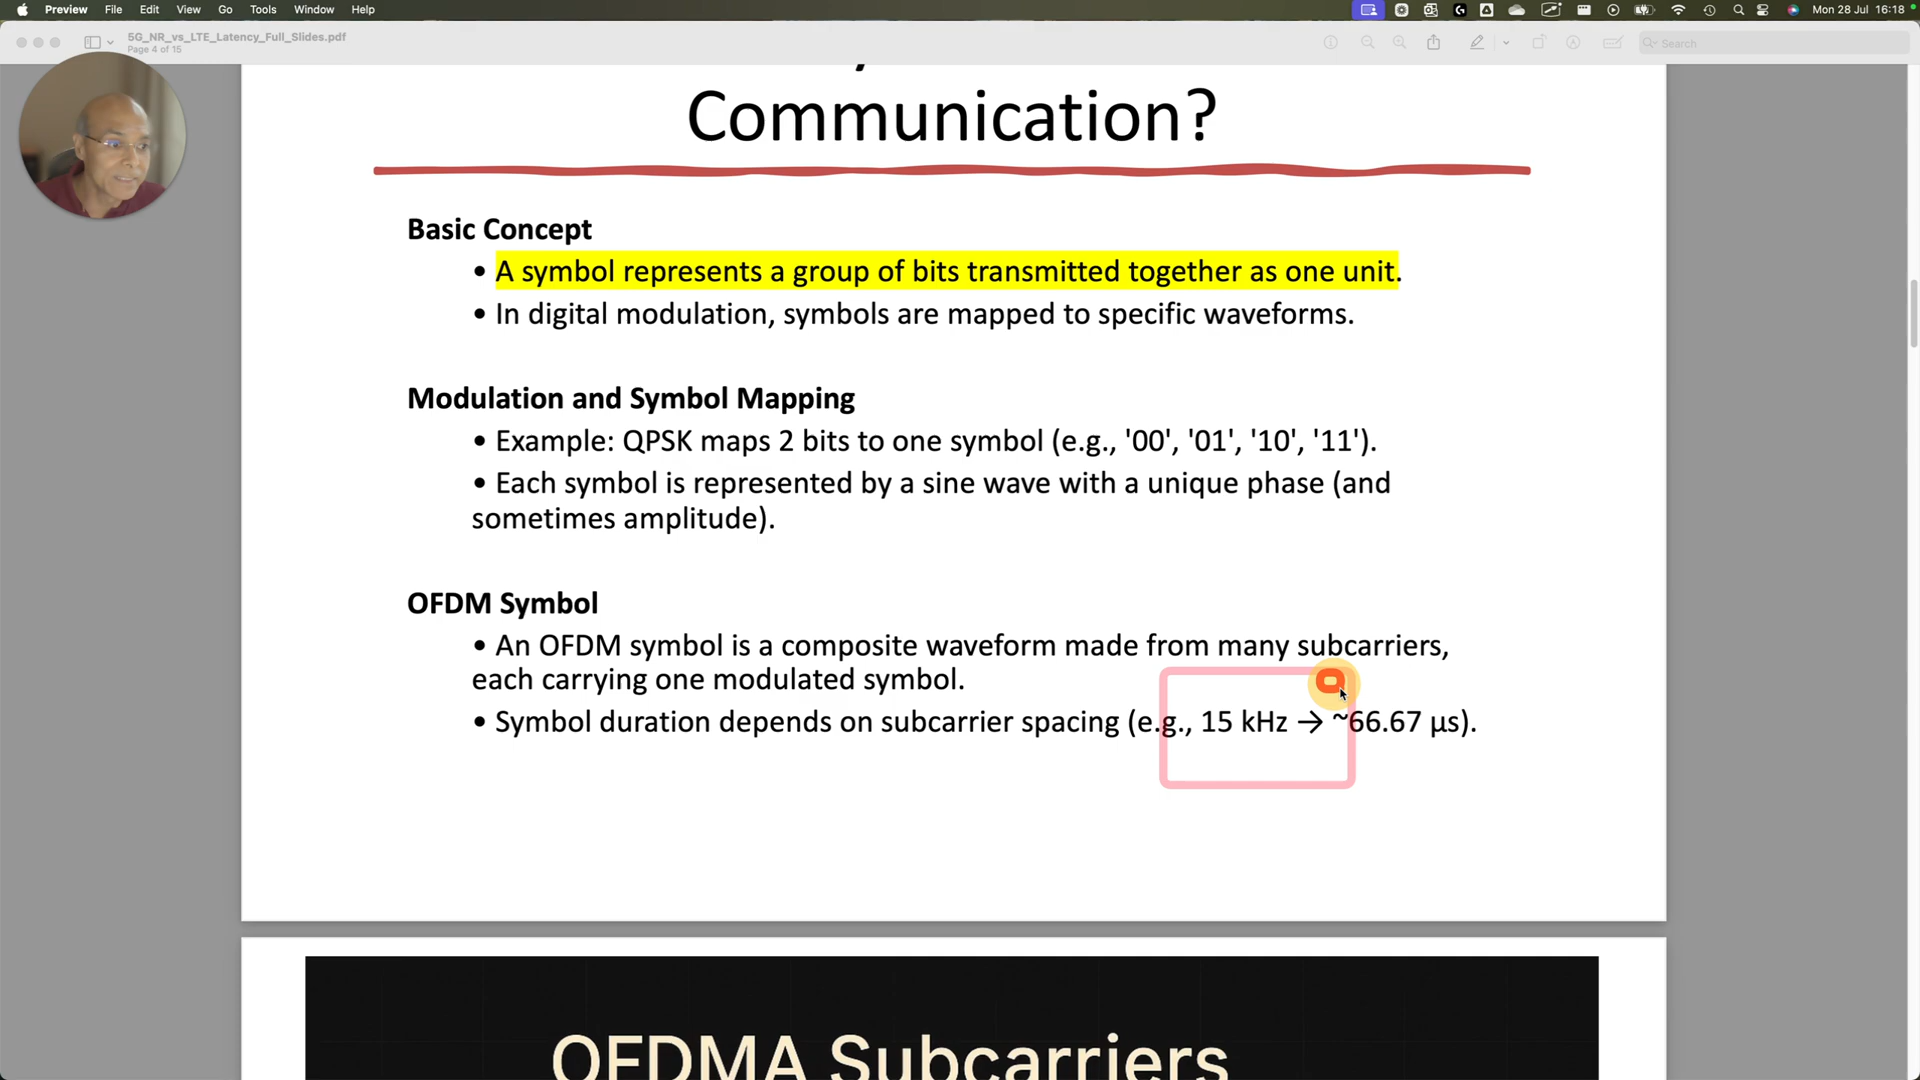 Preview File Edit View Go Tools Window Help
Mon 28 Jul 16:18
5G_NR_vs_LTE_Latency_Full_Slides.pdf
Page 4 of 15
Search
Communication?
Basic Concept
• A symbol represents a group of bits transmitted together as one unit.
• In digital modulation, symbols are mapped to specific waveforms.
Modulation and Symbol Mapping
• Example: QPSK maps 2 bits to one symbol (e.g., '00', '01', '10', '11').
• Each symbol is represented by a sine wave with a unique phase (and
sometimes amplitude).
OFDM Symbol
• An OFDM symbol is a composite waveform made from many subcarriers,
each carrying one modulated symbol.
• Symbol duration depends on subcarrier spacing (e.g., 15 kHz → ~66.67 µs).
OFDMA Subcarriers